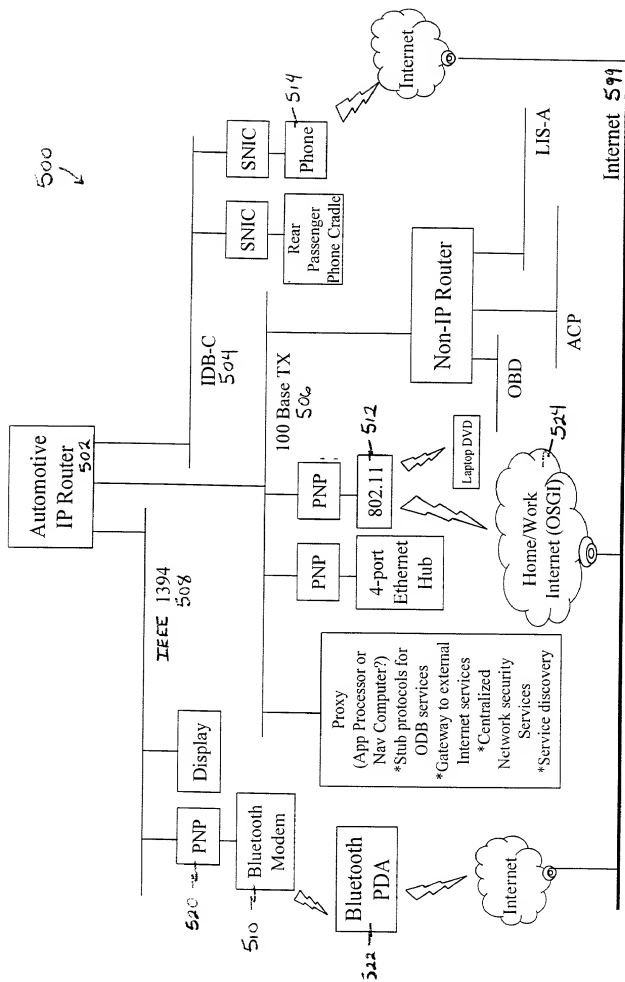 500
Automotive
IP Router
502
IEEE 1394
508
IDB-C
504
100 Base TX
506
Display
PNP
520
Bluetooth
Modem
510
Bluetooth
PDA
522
Internet
Proxy
(App Processor or
Nav Computer?)
*Stub protocols for
ODB services
*Gateway to external
Internet services
*Centralized
Network security
Services
*Service discovery
PNP
4-port
Ethernet
Hub
PNP
802.11
512
Laptop DVD
Home/Work
Internet (OSGI)
524
SNIC
Rear
Passenger
Phone Cradle
SNIC
Phone
514
Internet
Non-IP Router
OBD
ACP
LIS-A
Internet 599